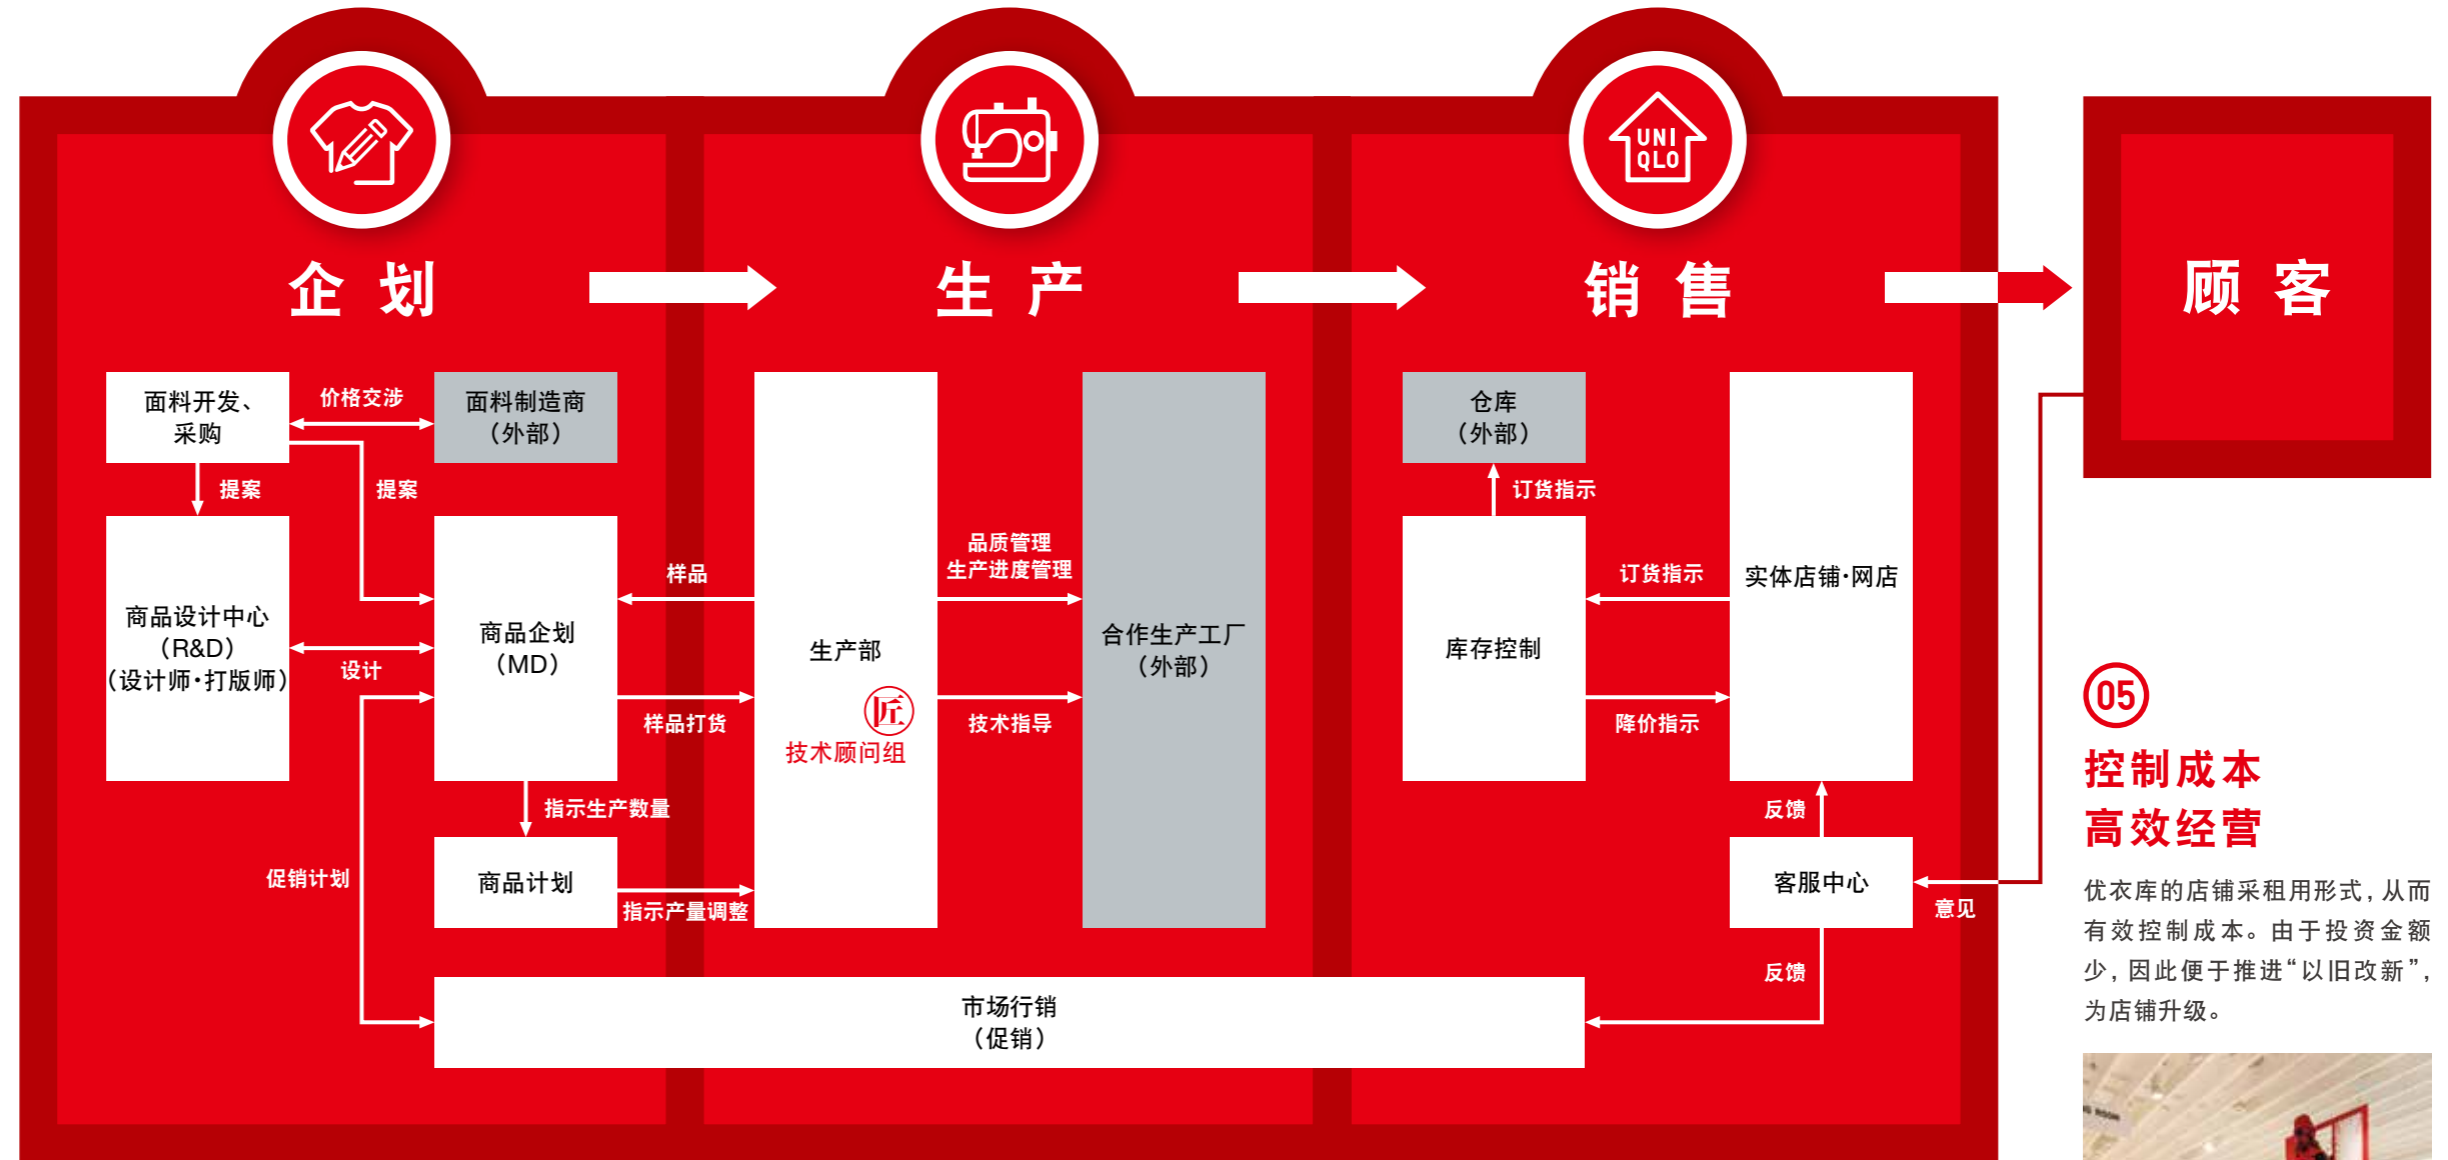 UNI
QLO
企划
生产
销售
顾客
面料开发、
采购
价格交涉
面料制造商
（外部）
提案
提案
商品设计中心
（R&D）
（设计师·打版师）
设计
商品企划
（MD）
样品
样品打货
指示生产数量
商品计划
指示产量调整
促销计划
生产部
匠
技术顾问组
品质管理
生产进度管理
技术指导
合作生产工厂
（外部）
仓库
（外部）
订货指示
库存控制
订货指示
降价指示
实体店铺·网店
反馈
客服中心
意见
反馈
市场行销
（促销）
05
控制成本
高效经营
优衣库的店铺采租用形式，从而
有效控制成本。由于投资金额
少，因此便于推进“以旧改新”，
为店铺升级。
ROOM